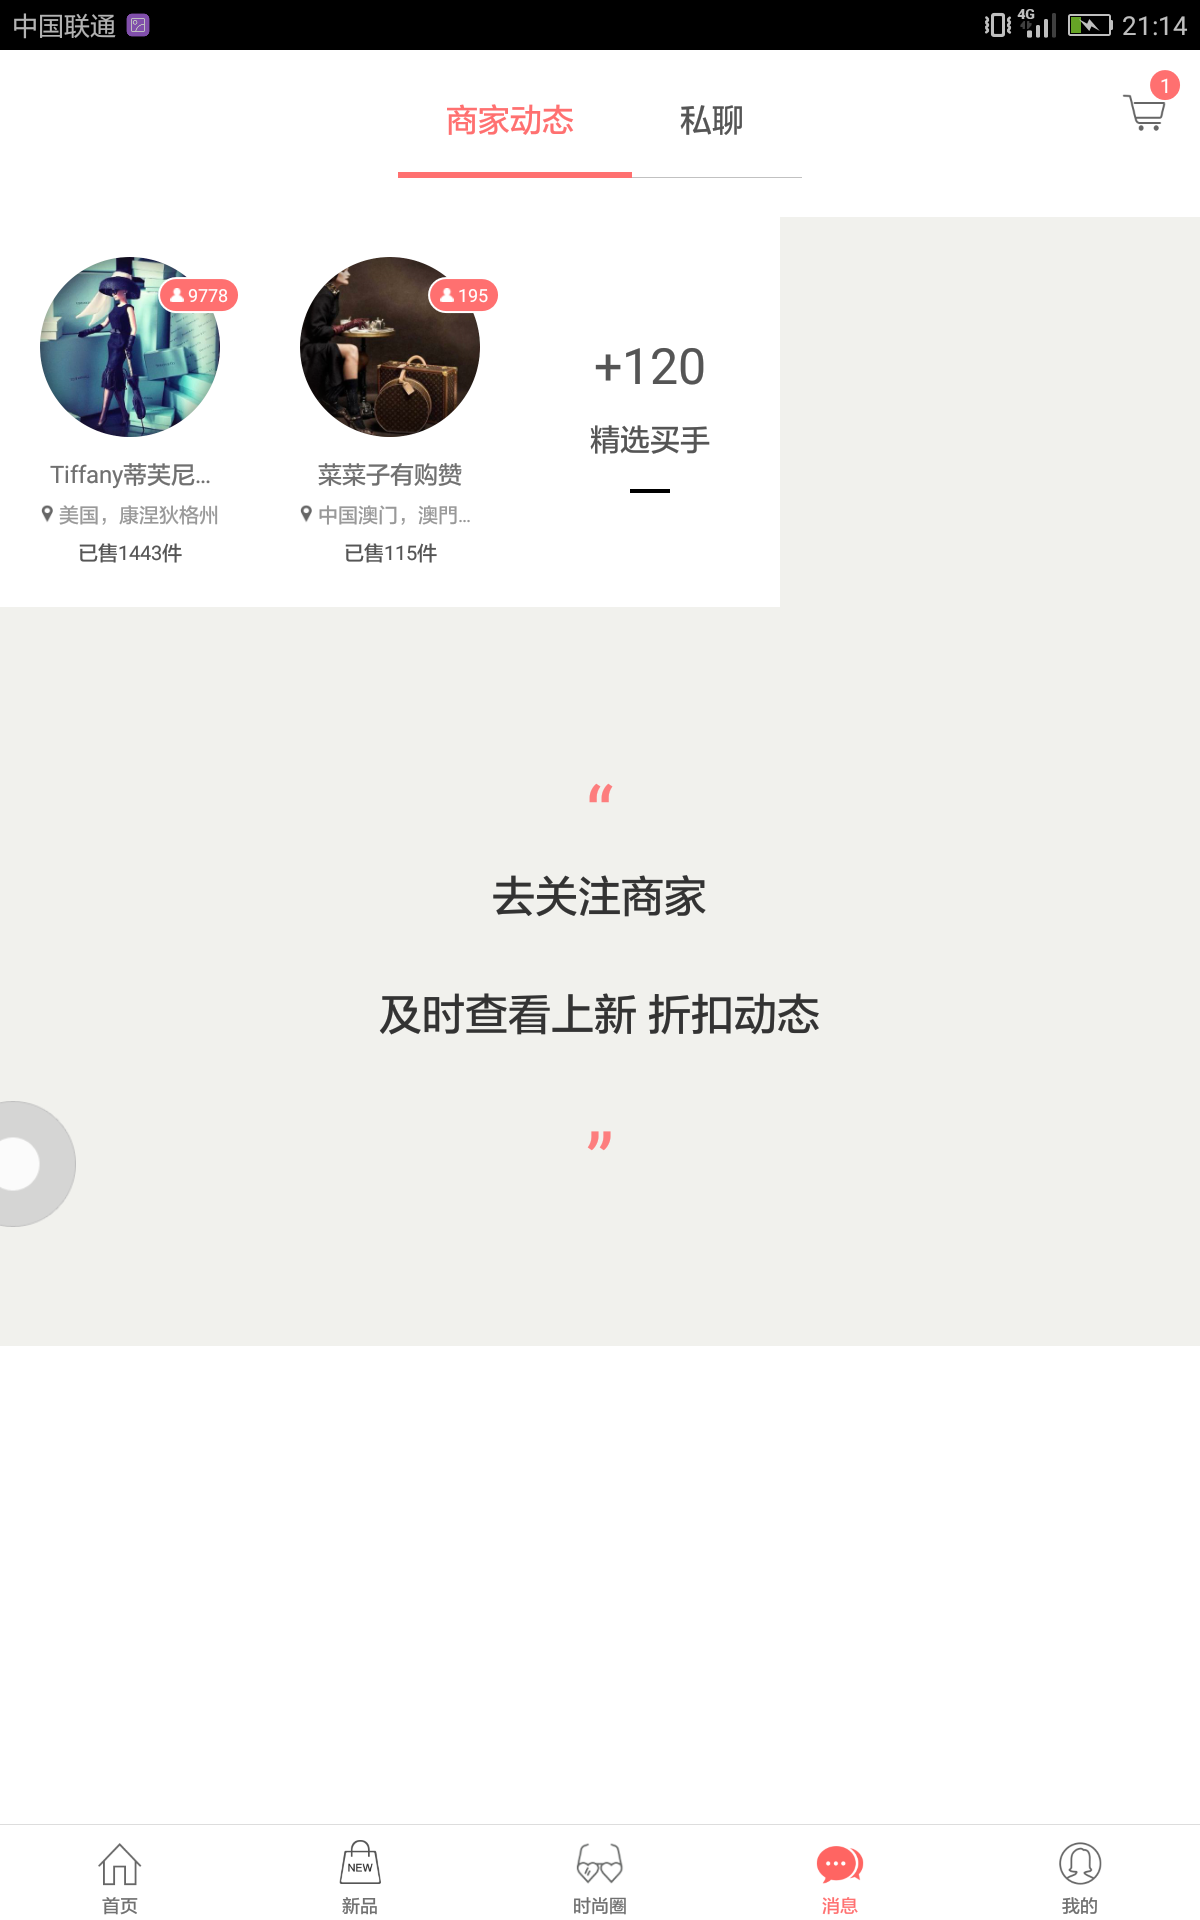 中国联通
4G
21:14
商家动态
私聊
1
9778
195
+120
精选买手
Tiffany蒂芙尼...
菜菜子有购赞
美国，康涅狄格州
中国澳门，澳門...
已售1443件
已售115件
“
去关注商家
及时查看上新 折扣动态
”
NEW
首页
新品
时尚圈
消息
我的